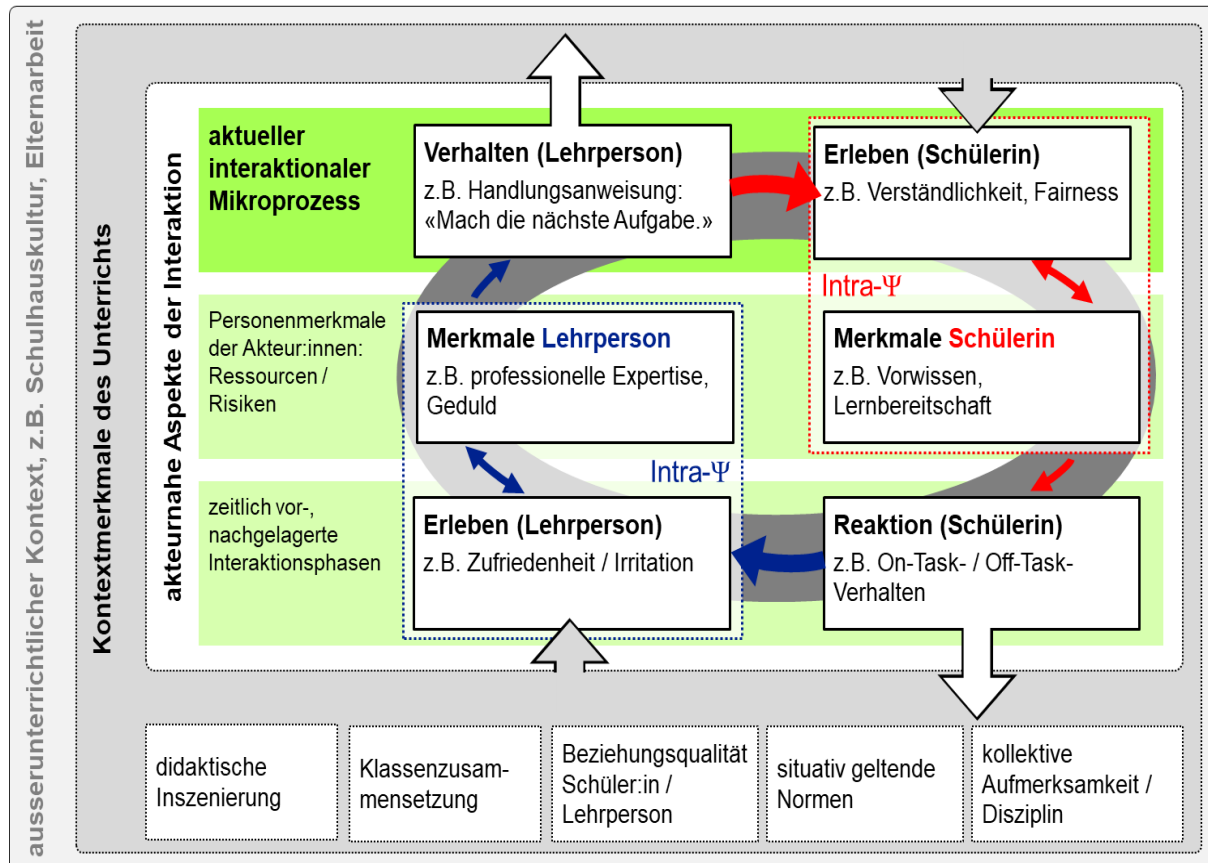 ausserunterrichtlicher Kontext, z.B. Schulhauskultur, Elternarbeit
Kontextmerkmale des Unterrichts
akteurnahe Aspekte der Interaktion
aktueller
interaktionaler
Mikroprozess
Verhalten (Lehrperson)
z.B. Handlungsanweisung:
«Mach die nächste Aufgabe.»
Erleben (Schülerin)
z.B. Verständlichkeit, Fairness
Intra-Ψ
Personenmerkmale
der Akteur:innen:
Ressourcen /
Risiken
Merkmale Lehrperson
z.B. professionelle Expertise,
Geduld
Merkmale Schülerin
z.B. Vorwissen,
Lernbereitschaft
Intra-Ψ
zeitlich vor-,
nachgelagerte
Interaktionsphasen
Erleben (Lehrperson)
z.B. Zufriedenheit / Irritation
Reaktion (Schülerin)
z.B. On-Task- / Off-Task-
Verhalten
didaktische
Inszenierung
Klassenzusam-
mensetzung
Beziehungsqualität
Schüler:in /
Lehrperson
situativ geltende
Normen
kollektive
Aufmerksamkeit /
Disziplin